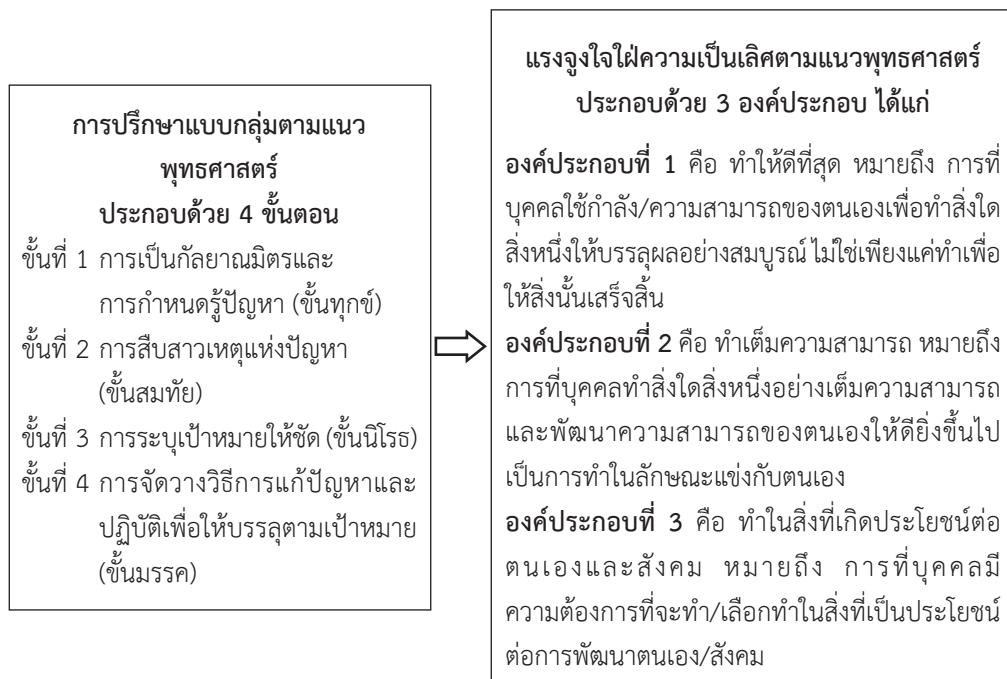 การปรึกษาแบบกลุ่มตามแนว
พุทธศาสตร์
ประกอบด้วย 4 ขั้นตอน
ขั้นที่ 1 การเป็นกัลยาณมิตรและ
การกำหนดรู้ปัญหา (ขั้นทุกข์)
ขั้นที่ 2 การสืบสาวเหตุแห่งปัญหา
(ขั้นสมทัย)
ขั้นที่ 3 การระบุเป้าหมายให้ชัด (ขั้นนิโรธ)
ขั้นที่ 4 การจัดวางวิธีการแก้ปัญหาและ
ปฏิบัติเพื่อให้บรรลุตามเป้าหมาย
(ขั้นมรรค)
แรงจูงใจใฝ่ความเป็นเลิศตามแนวพุทธศาสตร์
ประกอบด้วย 3 องค์ประกอบ ได้แก่
องค์ประกอบที่ 1 คือ ทำให้ดีที่สุด หมายถึง การที่
บุคคลใช้กำลัง/ความสามารถของตนเองเพื่อทำสิ่งใด
สิ่งหนึ่งให้บรรลุผลอย่างสมบูรณ์ ไม่ใช่เพียงแค่ทำเพื่อ
ให้สิ่งนั้นเสร็จสิ้น
องค์ประกอบที่ 2 คือ ทำเต็มความสามารถ หมายถึง
การที่บุคคลทำสิ่งใดสิ่งหนึ่งอย่างเต็มความสามารถ
และพัฒนาความสามารถของตนเองให้ดียิ่งขึ้นไป
เป็นการทำในลักษณะแข่งกับตนเอง
องค์ประกอบที่ 3 คือ ทำในสิ่งที่เกิดประโยชน์ต่อ
ตนเองและสังคม หมายถึง การที่บุคคลมี
ความต้องการที่จะทำ/เลือกทำในสิ่งที่เป็นประโยชน์
ต่อการพัฒนาตนเอง/สังคม